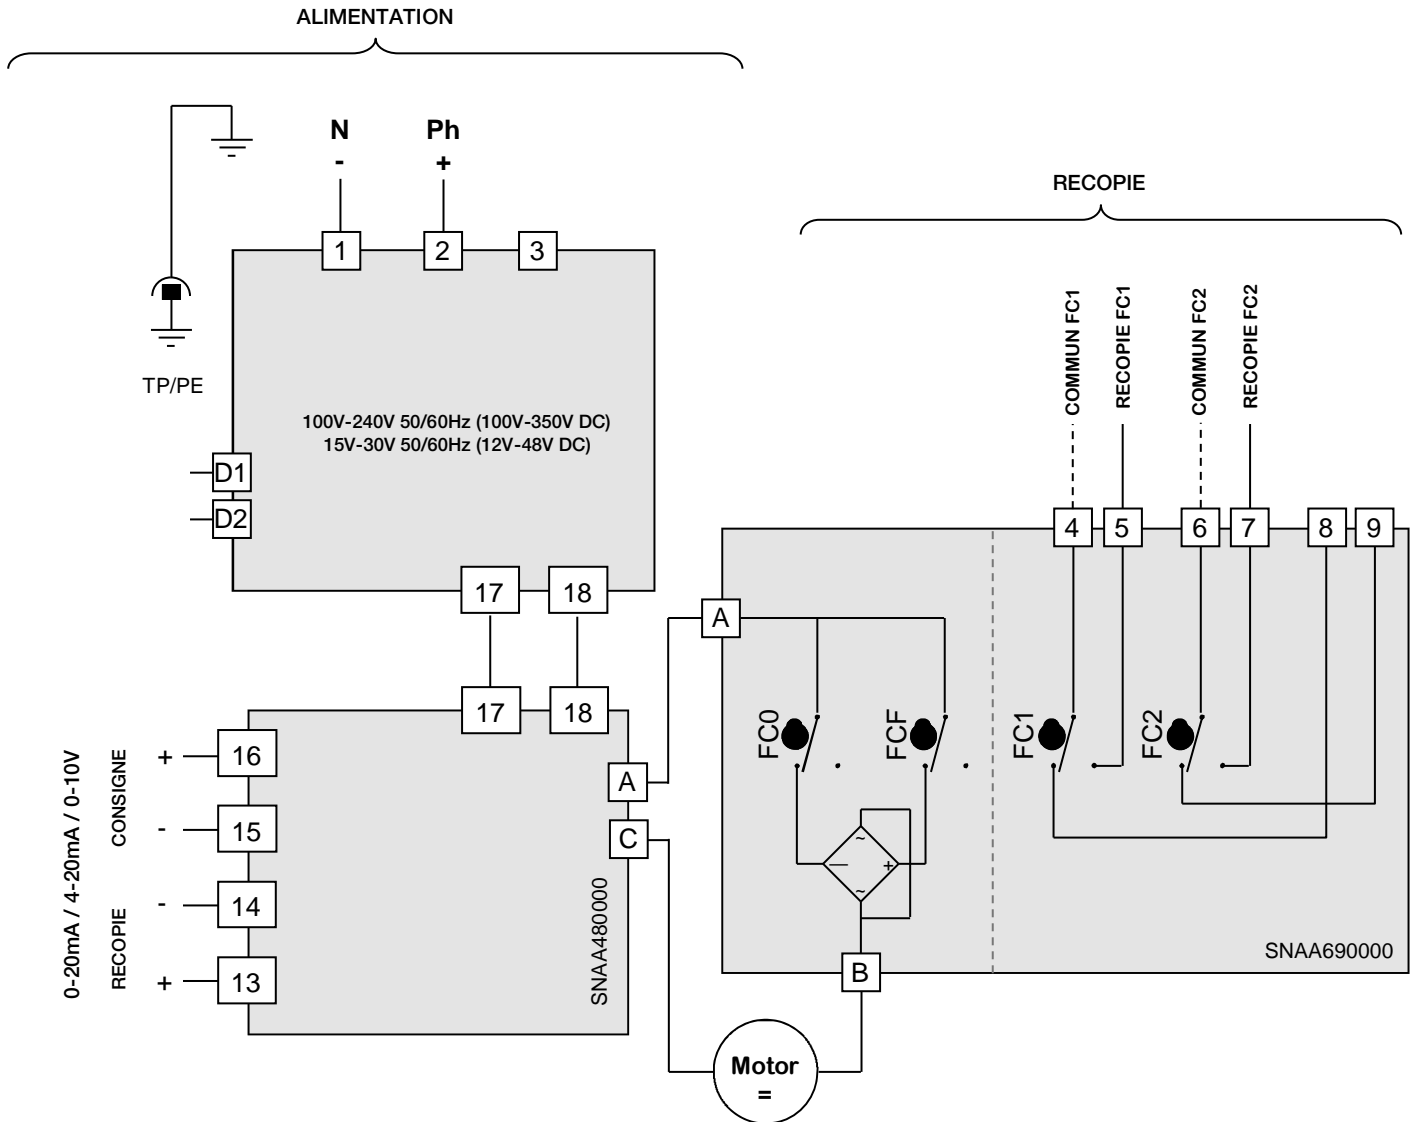 ALIMENTATION
N
Ph
-
+
RECOPIE
1
2
3
COMMUN FC1
RECOPIE FC1
COMMUN FC2
RECOPIE FC2
TP/PE
100V-240V 50/60Hz (100V-350V DC)
15V-30V 50/60Hz (12V-48V DC)
D1
D2
4
5
6
7
8
9
17
18
A
17
18
FC0
FCF
FC1
FC2
0-20mA / 4-20mA / 0-10V
CONSIGNE
RECOPIE
+
16
-
15
-
14
+
13
A
C
SNAA480000
~
—
+
~
SNAA690000
B
Motor
=